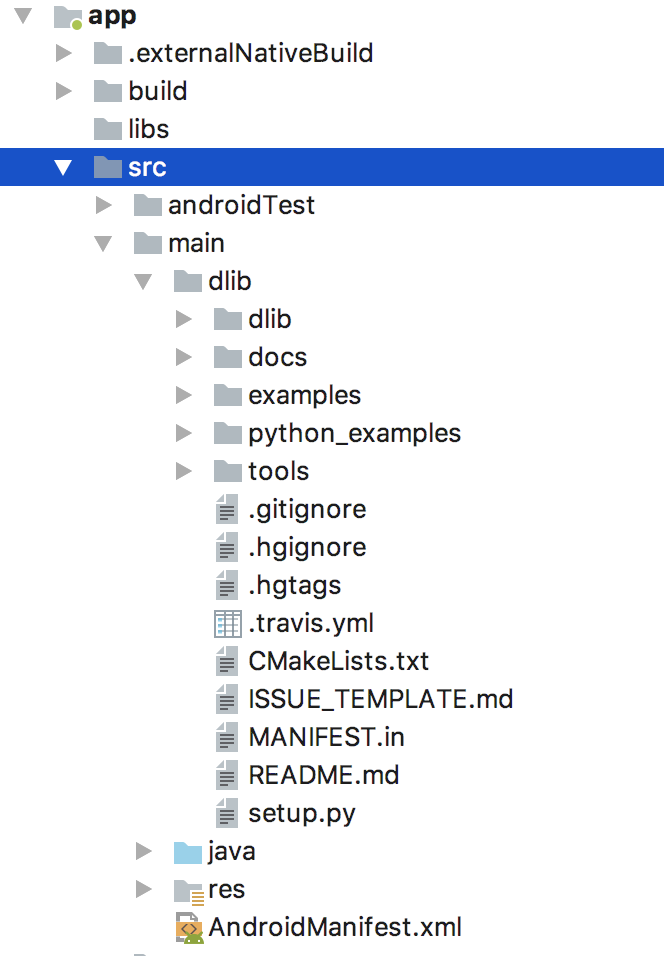 app
.externalNativeBuild
build
libs
src
androidTest
main
dlib
dlib
docs
examples
python_examples
tools
.gitignore
.hgignore
.hgtags
.travis.yml
CMakeLists.txt
ISSUE_TEMPLATE.md
MANIFEST.in
README.md
setup.py
java
res
AndroidManifest.xml